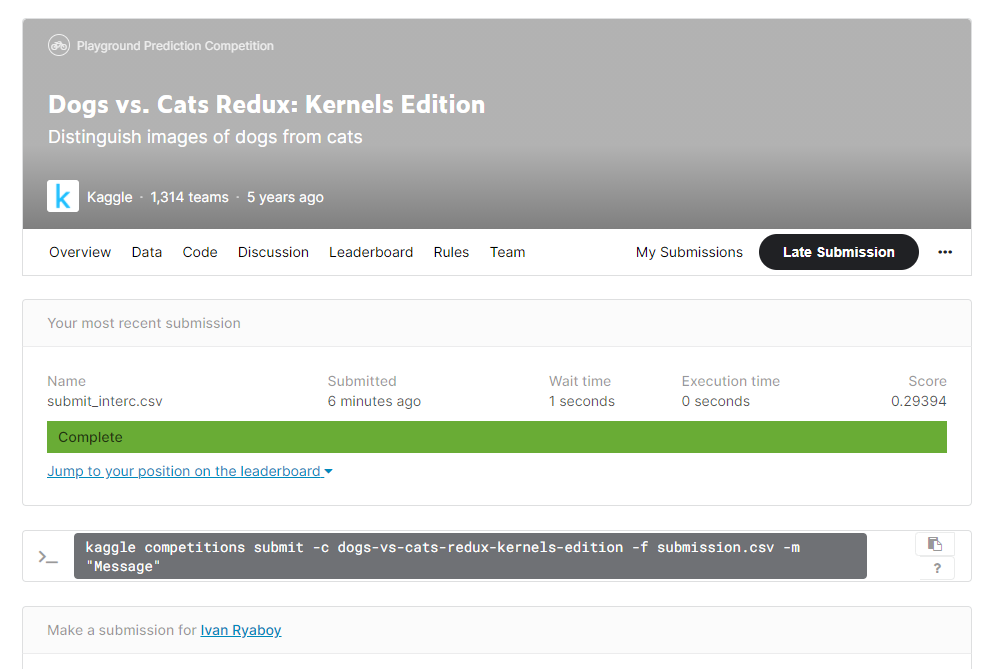 Playground Prediction Competition
Dogs vs. Cats Redux: Kernels Edition
Distinguish images of dogs from cats
k Kaggle · 1,314 teams · 5 years ago
Overview Data Code Discussion Leaderboard Rules Team My Submissions Late Submission ...
Your most recent submission
Name Submitted Wait time Execution time Score
submit_interc.csv 6 minutes ago 1 seconds 0 seconds 0.29394
Complete
Jump to your position on the leaderboard
>_ kaggle competitions submit -c dogs-vs-cats-redux-kernels-edition -f submission.csv -m
"Message"
?
Make a submission for Ivan Ryaboy